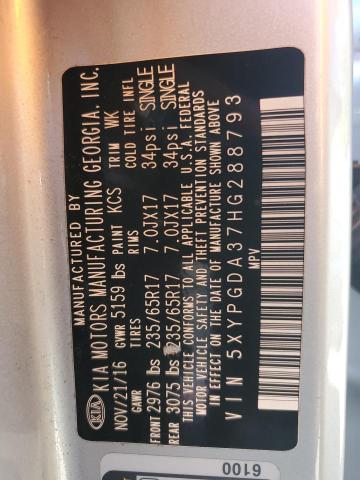 MANUFACTURED BY
KIA KIA MOTORS MANUFACTURING GEORGIA, INC.
NOV/21/16 GVWR 5159 lbs PAINT KCS TRIM WK
GAWR TIRES RIMS COLD TIRE INFL
FRONT 2976 lbs 235/65R17 7.0JX17 34psi SINGLE
REAR 3075 lbs 235/65R17 7.0JX17 34psi SINGLE
THIS VEHICLE CONFORMS TO ALL APPLICABLE U.S.A. FEDERAL
MOTOR VEHICLE SAFETY AND THEFT PREVENTION STANDARDS
IN EFFECT ON THE DATE OF MANUFACTURE SHOWN ABOVE
VIN 5XYPGDA37HG288793
MPV
6100